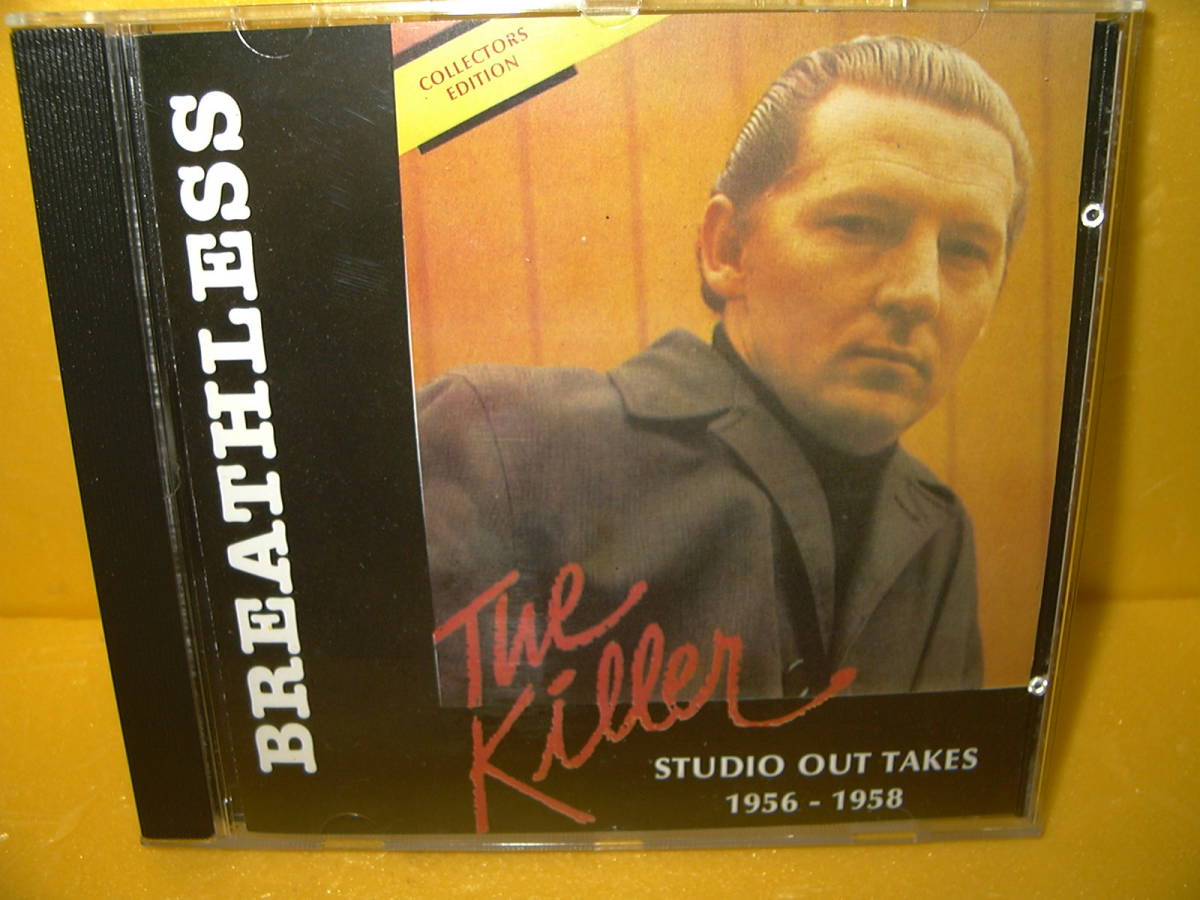 COLLECTORS
EDITION
BREATHLESS
The
Killer
STUDIO OUT TAKES
1956 - 1958